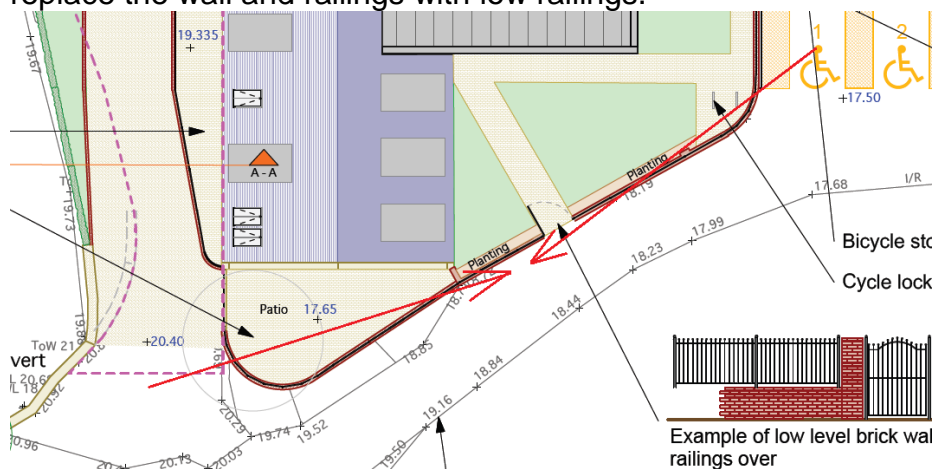 replace the wall and railings with low railings.
19.335
19.67
1
2
17.50
A - A
Planting
18.19
17.68
I/R
T
19.73
17.99
Bicycle sto
18.23
Planting
Cycle lock
Patio 17.65
18.44
ToW 21
20.40
18.85
vert
18.84
20.92
20.29
19.74
19.52
19.16
19.50
20.96
20.73
20.03
Example of low level brick wal
railings over